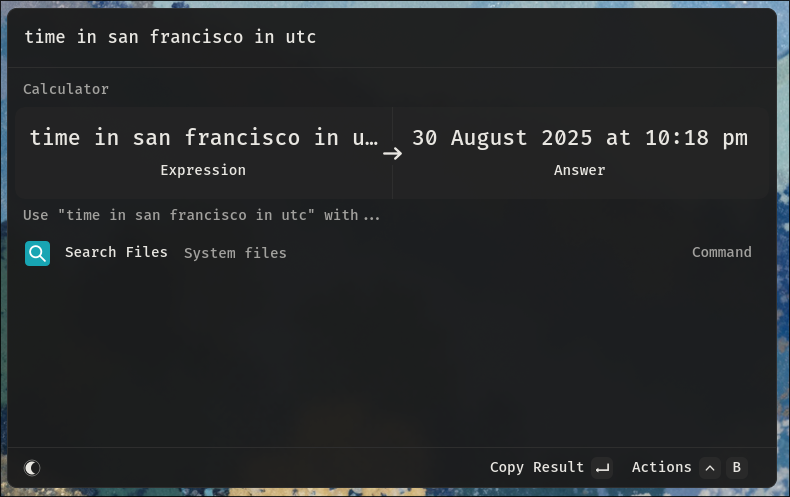 time in san francisco in utc
Calculator
time in san francisco in u… 30 August 2025 at 10:18 pm
Expression Answer
Use "time in san francisco in utc" with...
Search Files System files Command
Copy Result Actions B